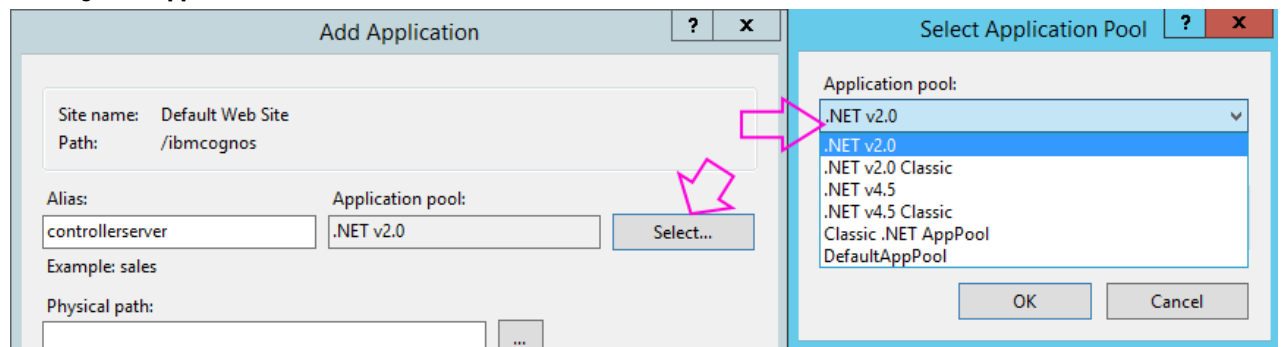 Add Application
? x
Site name: Default Web Site
Path: /ibmcognos
Alias:
Application pool:
controllerserver
.NET v2.0
Select...
Example: sales
Physical path:
...
Select Application Pool
? x
Application pool:
.NET v2.0
.NET v2.0
.NET v2.0 Classic
.NET v4.5
.NET v4.5 Classic
Classic .NET AppPool
DefaultAppPool
OK
Cancel